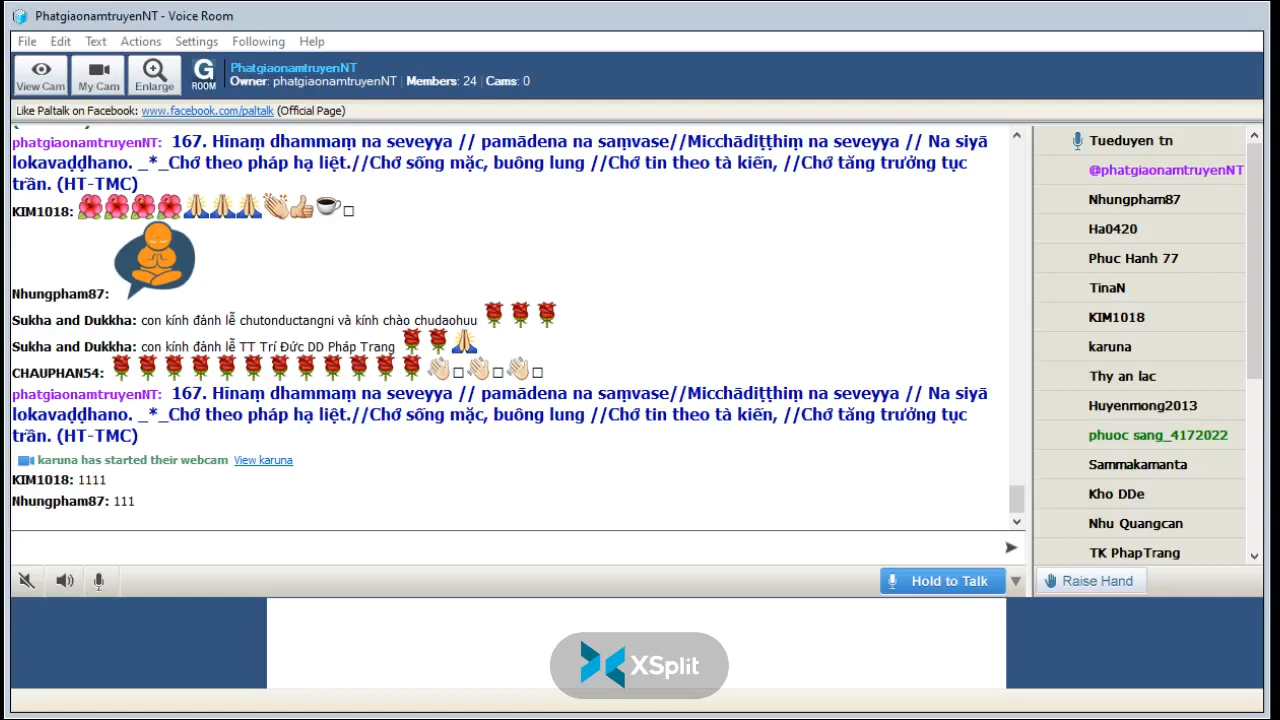 PhatgiaonamtruyenNT - Voice Room
File Edit Text Actions Settings Following Help
View Cam My Cam Enlarge G ROOM
PhatgiaonamtruyenNT
Owner: phatgiaonamtruyenNT | Members: 24 | Cams: 0
Like Paltalk on Facebook: www.facebook.com/paltalk (Official Page)
phatgiaonamtruyenNT: 167. Hīnaṃ dhammaṃ na seveyya // pamādena na saṃvase//Micchādiṭṭhiṃ na seveyya // Na siyā
lokavaḍḍhano. _*_Chớ theo pháp hạ liệt.//Chớ sống mặc, buông lung //Chớ tin theo tà kiến, //Chớ tăng trưởng tục
trần. (HT-TMC)
KIM1018:
Nhungpham87:
Sukha and Dukkha: con kính đảnh lễ chutonductangni và kính chào chudaohuu
Sukha and Dukkha: con kính đảnh lễ TT Trí Đức DD Pháp Trang
CHAUPHAN54:
phatgiaonamtruyenNT: 167. Hīnaṃ dhammaṃ na seveyya // pamādena na saṃvase//Micchādiṭṭhiṃ na seveyya // Na siyā
lokavaḍḍhano. _*_Chớ theo pháp hạ liệt.//Chớ sống mặc, buông lung //Chớ tin theo tà kiến, //Chớ tăng trưởng tục
trần. (HT-TMC)
karuna has started their webcam View karuna
KIM1018: 1111
Nhungpham87: 111
Hold to Talk
Tueduyen tn
@phatgiaonamtruyenNT
Nhungpham87
Ha0420
Phuc Hanh 77
TinaN
KIM1018
karuna
Thy an lac
Huyenmong2013
phuoc sang_4172022
Sammakamanta
Kho DDe
Nhu Quangcan
TK PhapTrang
Raise Hand
XSplit